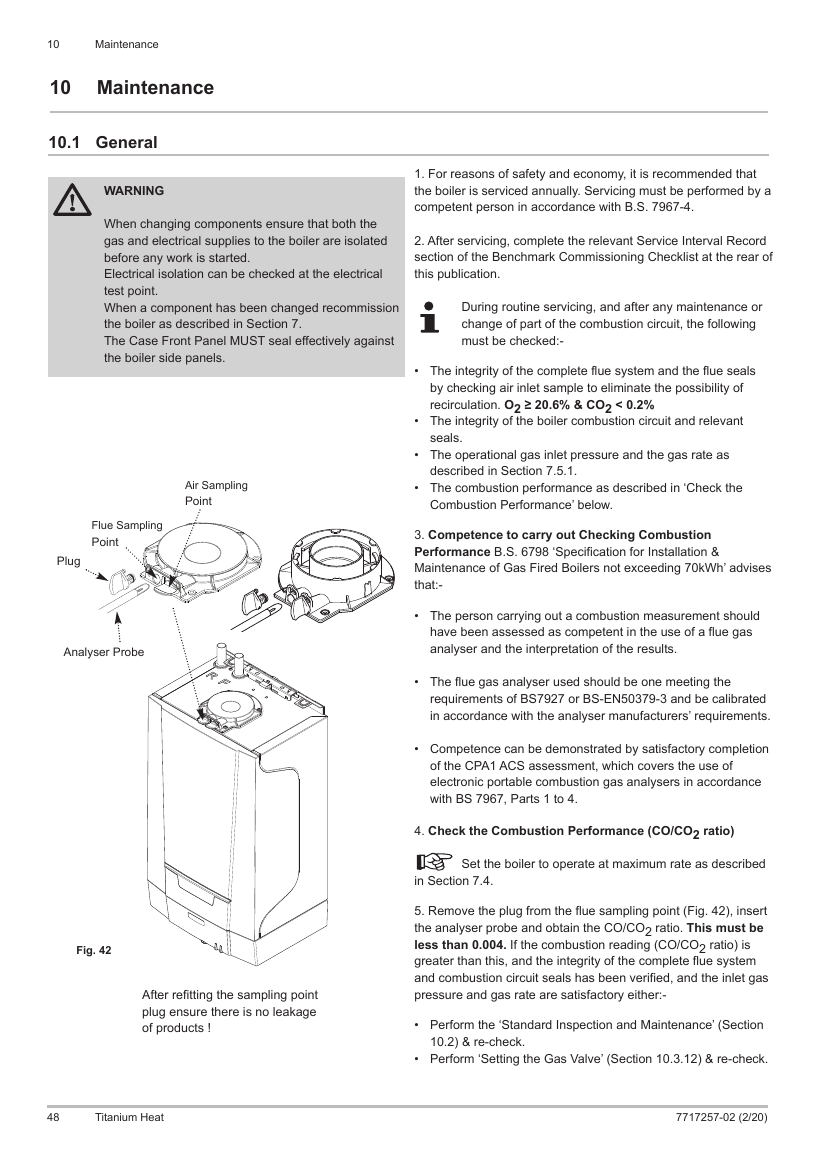 10 Maintenance
10 Maintenance
10.1 General
WARNING
When changing components ensure that both the
gas and electrical supplies to the boiler are isolated
before any work is started.
Electrical isolation can be checked at the electrical
test point.
When a component has been changed recommission
the boiler as described in Section 7.
The Case Front Panel MUST seal effectively against
the boiler side panels.
Air Sampling
Point
Flue Sampling
Point
Plug
Analyser Probe
R F
Fig. 42
After refitting the sampling point
plug ensure there is no leakage
of products !
1. For reasons of safety and economy, it is recommended that
the boiler is serviced annually. Servicing must be performed by a
competent person in accordance with B.S. 7967-4.
2. After servicing, complete the relevant Service Interval Record
section of the Benchmark Commissioning Checklist at the rear of
this publication.
During routine servicing, and after any maintenance or
change of part of the combustion circuit, the following
must be checked:-
• The integrity of the complete flue system and the flue seals
by checking air inlet sample to eliminate the possibility of
recirculation. O2 ≥ 20.6% & CO2 < 0.2%
• The integrity of the boiler combustion circuit and relevant
seals.
• The operational gas inlet pressure and the gas rate as
described in Section 7.5.1.
• The combustion performance as described in ‘Check the
Combustion Performance’ below.
3. Competence to carry out Checking Combustion
Performance B.S. 6798 ‘Specification for Installation &
Maintenance of Gas Fired Boilers not exceeding 70kWh’ advises
that:-
• The person carrying out a combustion measurement should
have been assessed as competent in the use of a flue gas
analyser and the interpretation of the results.
• The flue gas analyser used should be one meeting the
requirements of BS7927 or BS-EN50379-3 and be calibrated
in accordance with the analyser manufacturers’ requirements.
• Competence can be demonstrated by satisfactory completion
of the CPA1 ACS assessment, which covers the use of
electronic portable combustion gas analysers in accordance
with BS 7967, Parts 1 to 4.
4. Check the Combustion Performance (CO/CO2 ratio)
Set the boiler to operate at maximum rate as described
in Section 7.4.
5. Remove the plug from the flue sampling point (Fig. 42), insert
the analyser probe and obtain the CO/CO2 ratio. This must be
less than 0.004. If the combustion reading (CO/CO2 ratio) is
greater than this, and the integrity of the complete flue system
and combustion circuit seals has been verified, and the inlet gas
pressure and gas rate are satisfactory either:-
• Perform the ‘Standard Inspection and Maintenance’ (Section
10.2) & re-check.
• Perform ‘Setting the Gas Valve’ (Section 10.3.12) & re-check.
48 Titanium Heat 7717257-02 (2/20)